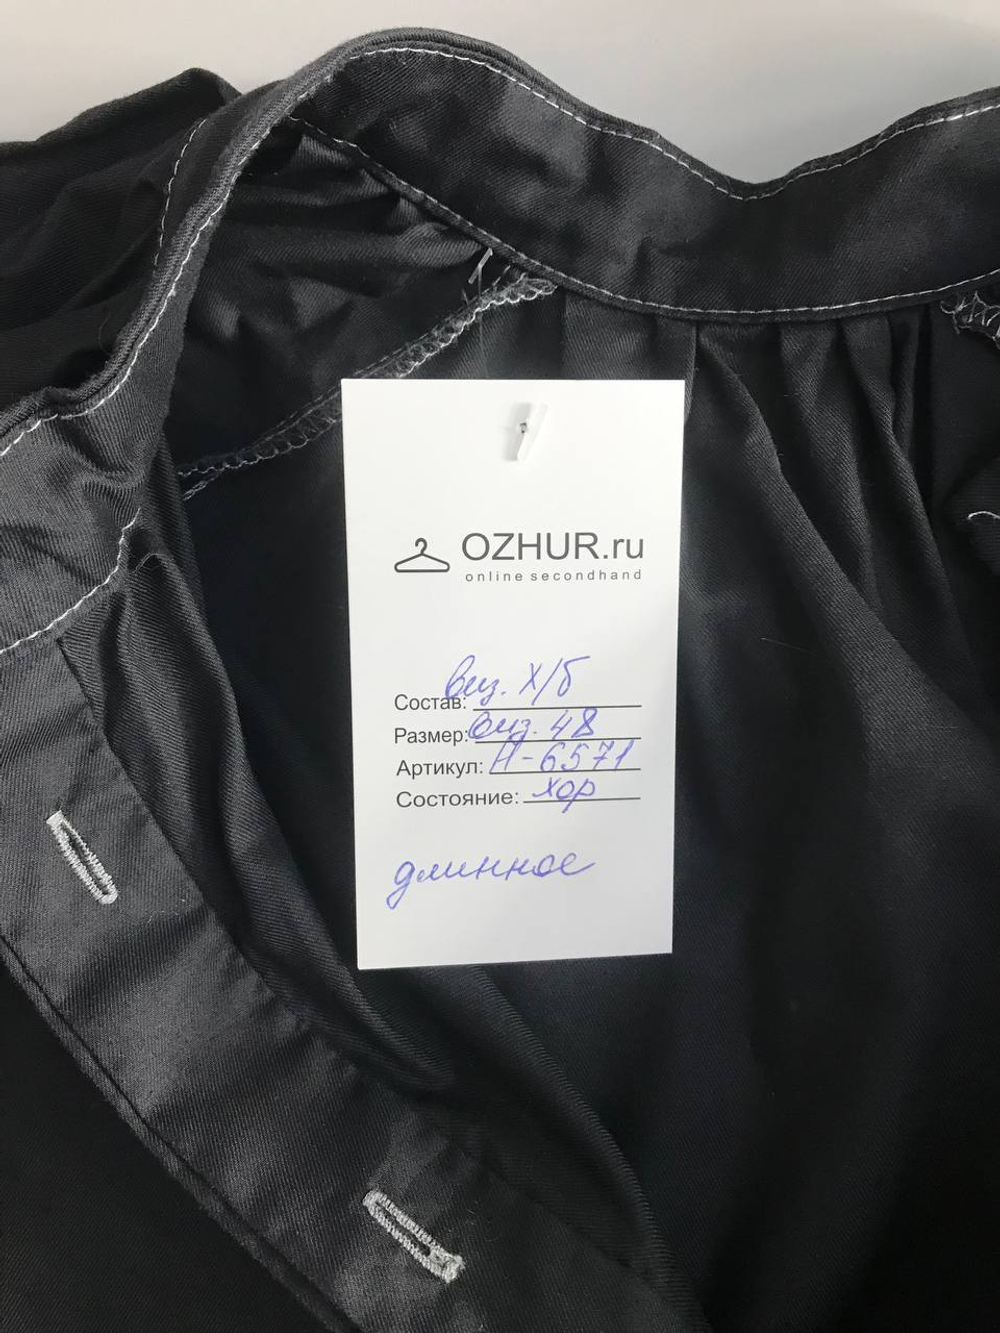 OZHUR.ru
online secondhand
Состав: виз. х/б
Размер: виз. 48
Артикул: Н-6571
Состояние: хор
длинное